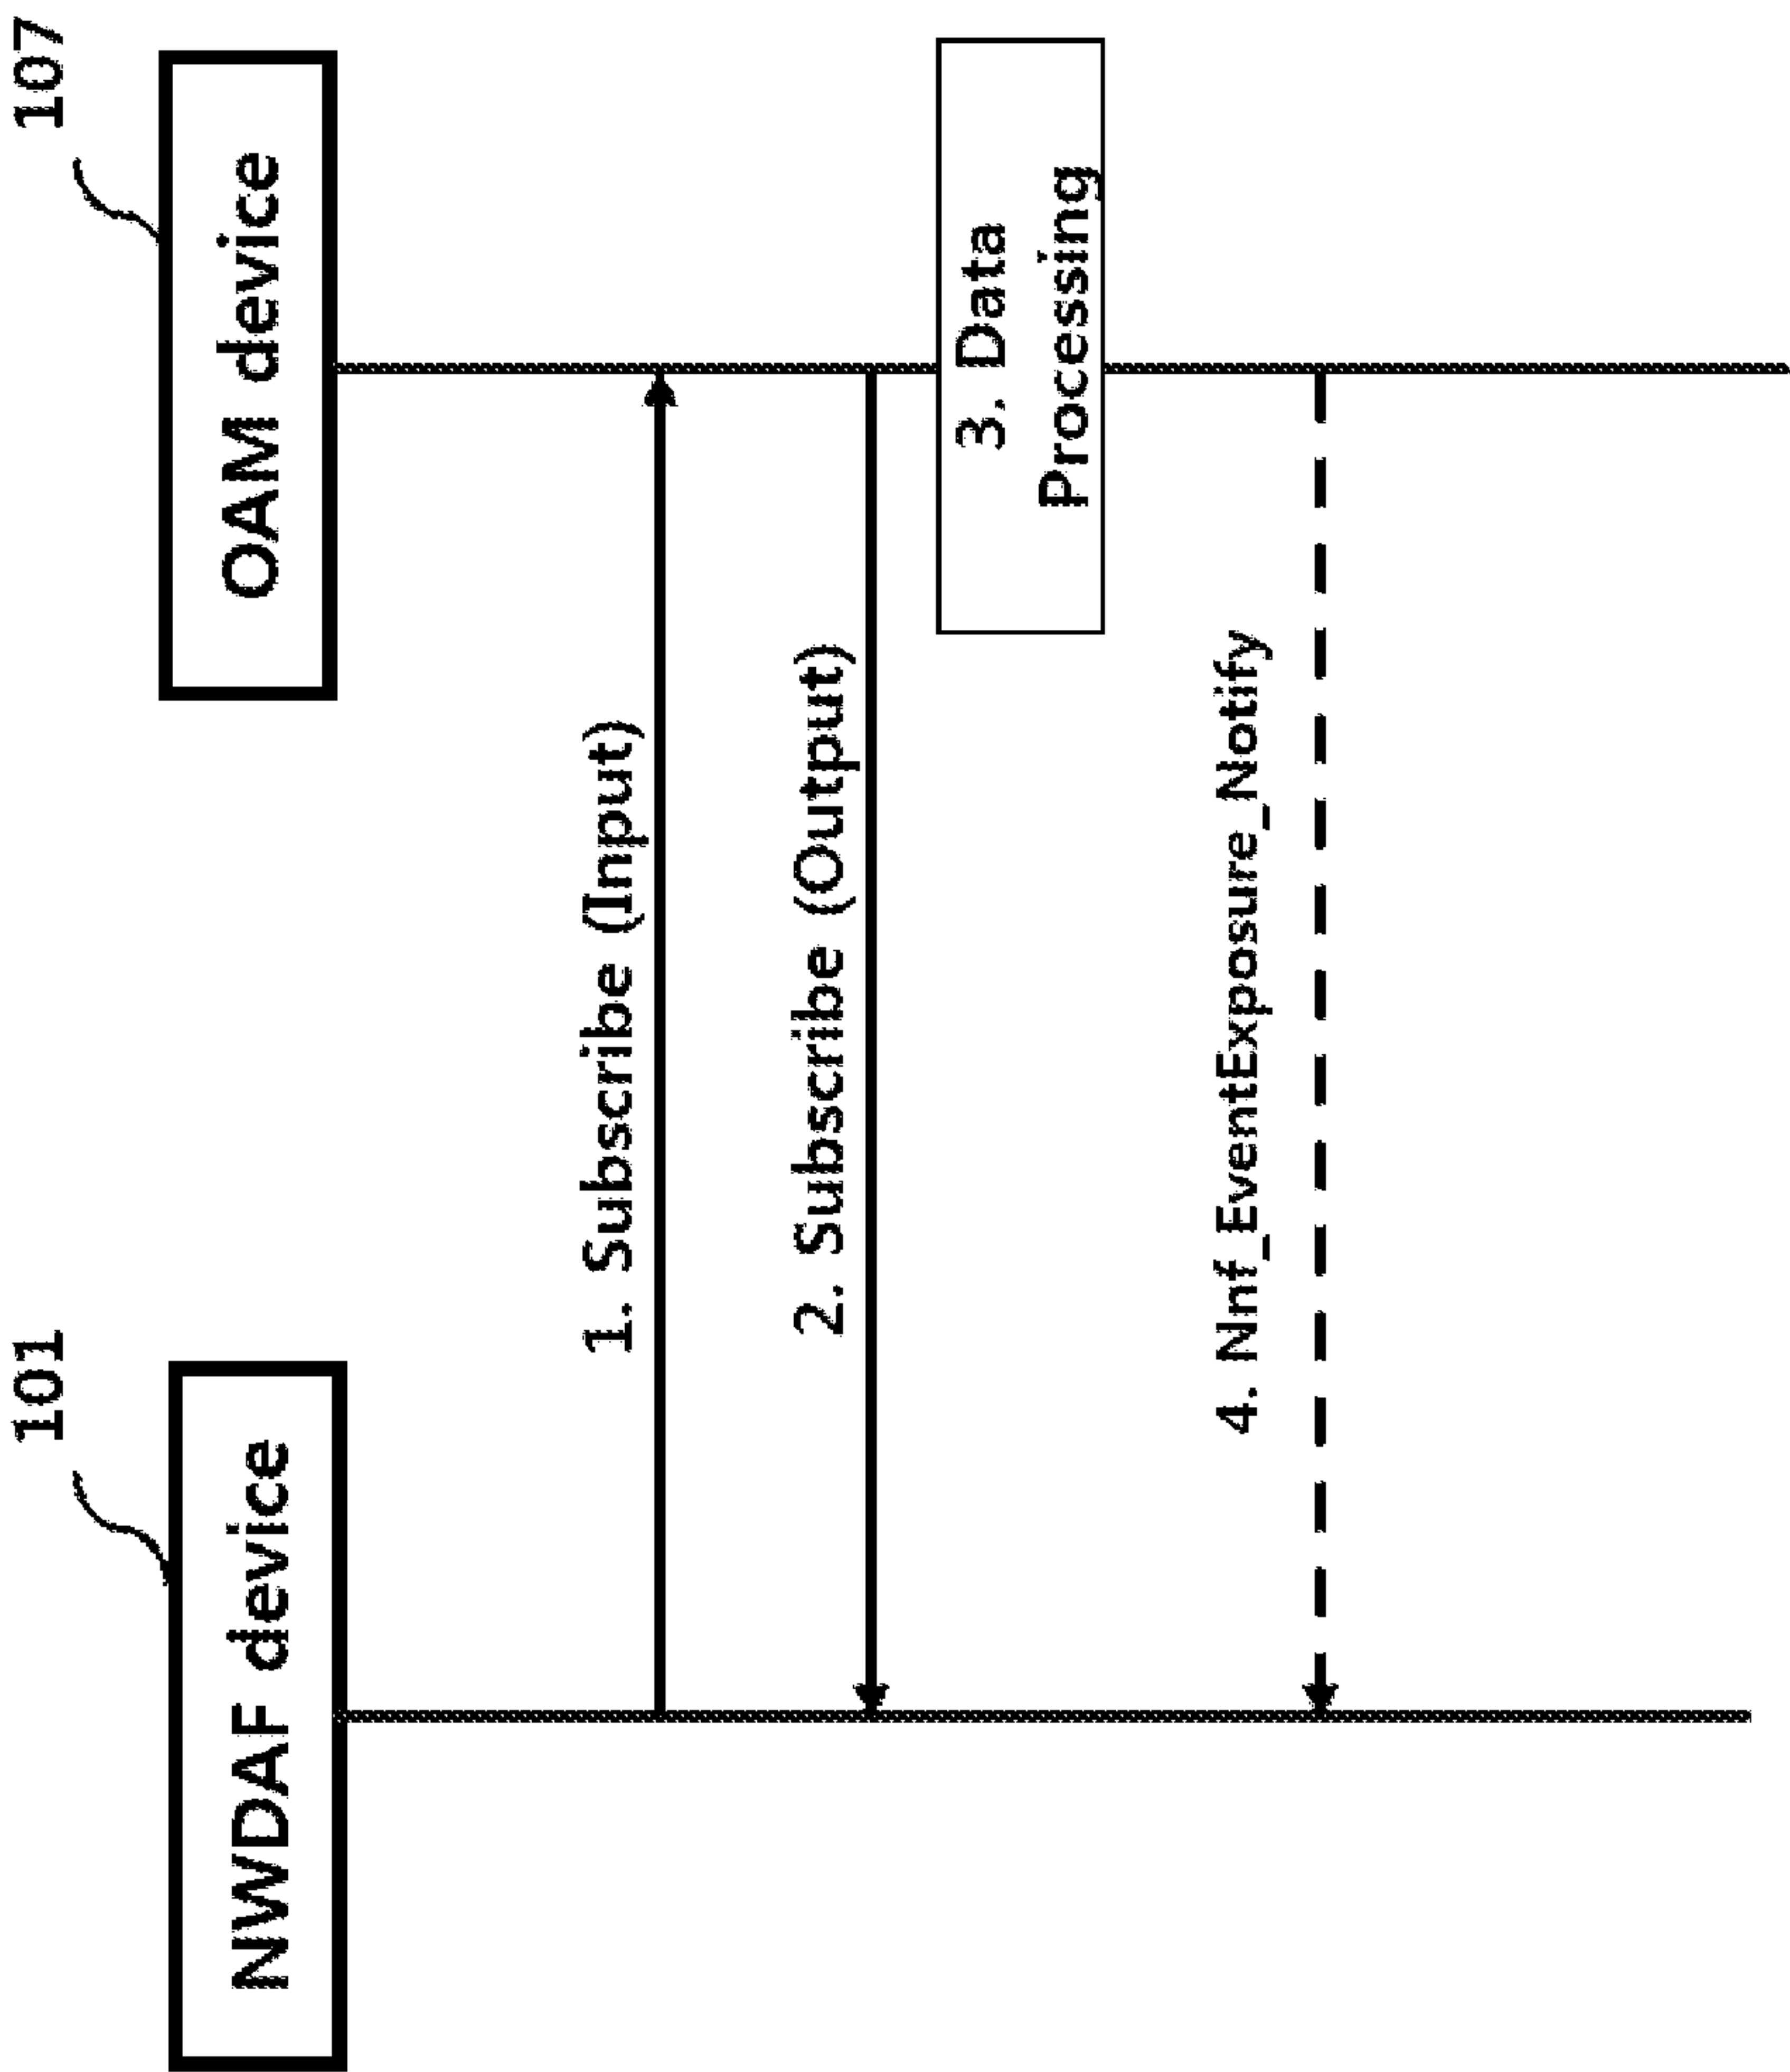 101
107
NWDAF device
OAM device
1. Subscribe (Input)
2. Subscribe (Output)
3. Data
Processing
4. Nnf_EventExposure_Notify